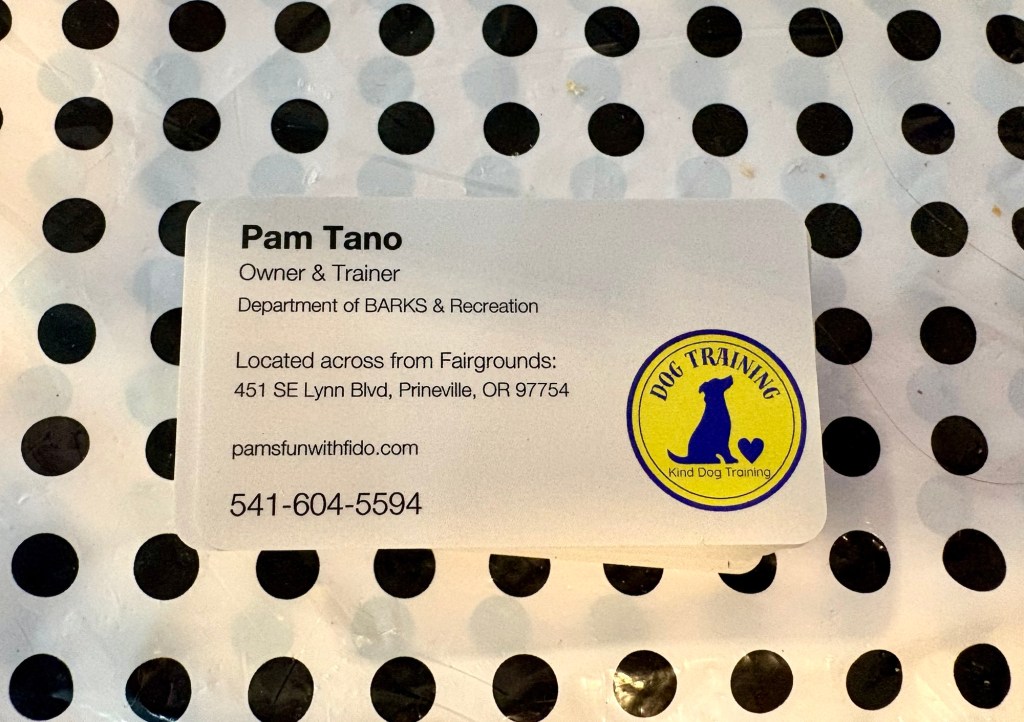 Pam Tano
Owner & Trainer
Department of BARKS & Recreation
Located across from Fairgrounds:
451 SE Lynn Blvd, Prineville, OR 97754
pamsfunwithfido.com
541-604-5594
DOG TRAINING
Kind Dog Training